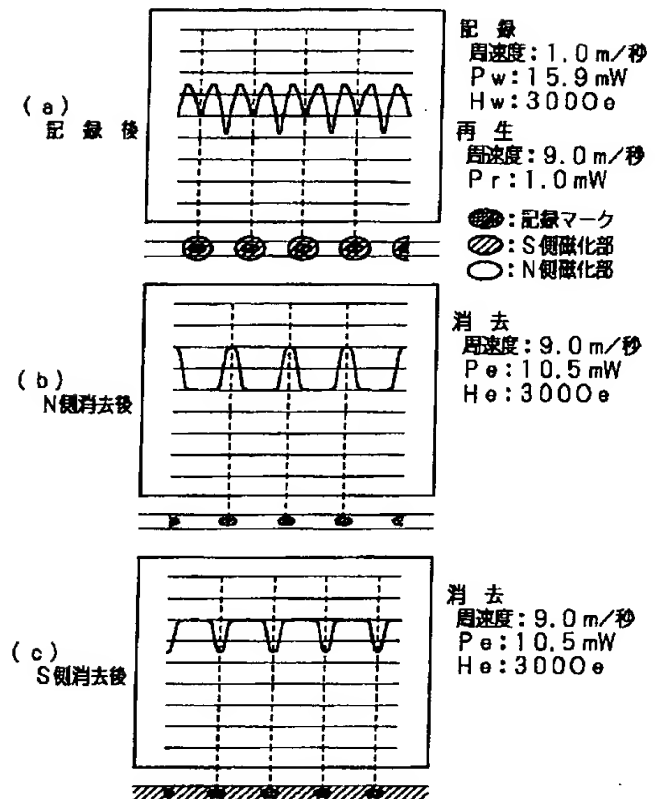 (a)
記録後
記録
周速度:1.0m/秒
Pw:15.9mW
Hw:300Oe
再生
周速度:9.0m/秒
Pr:1.0mW
:記録マーク
:S側磁化部
:N側磁化部
(b)
N側消去後
消去
周速度:9.0m/秒
Pe:10.5mW
He:300Oe
(c)
S側消去後
消去
周速度:9.0m/秒
Pe:10.5mW
He:300Oe